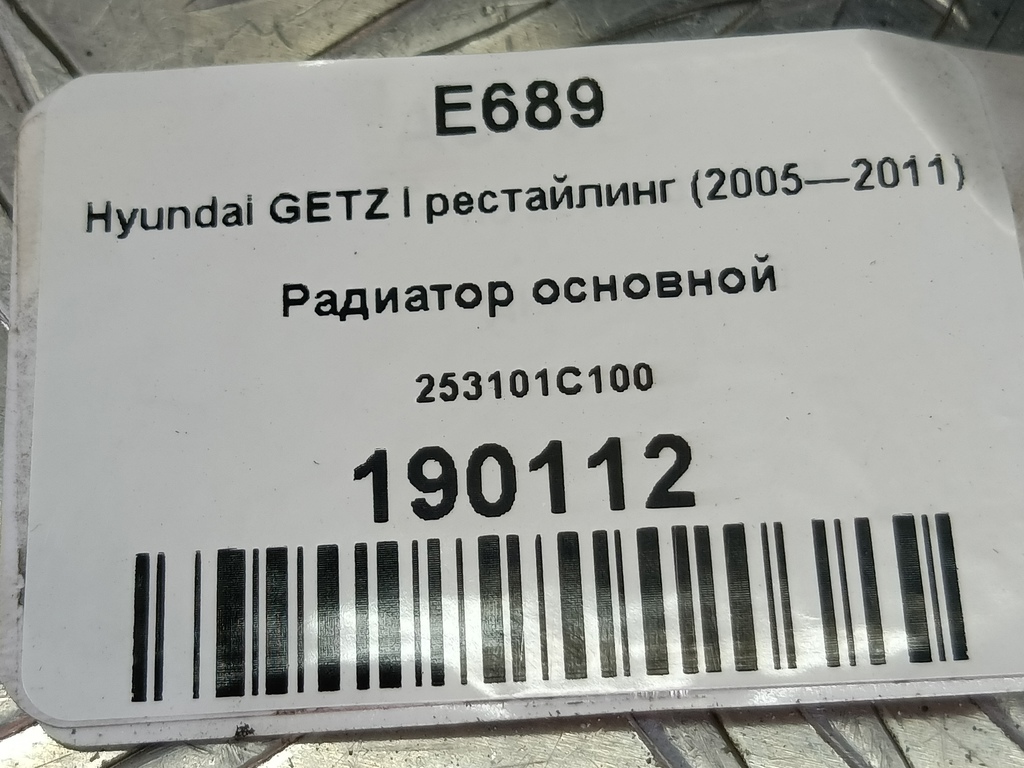 E689
Hyundai GETZ I рестайлинг (2005—2011)
Радиатор основной
253101C100
190112